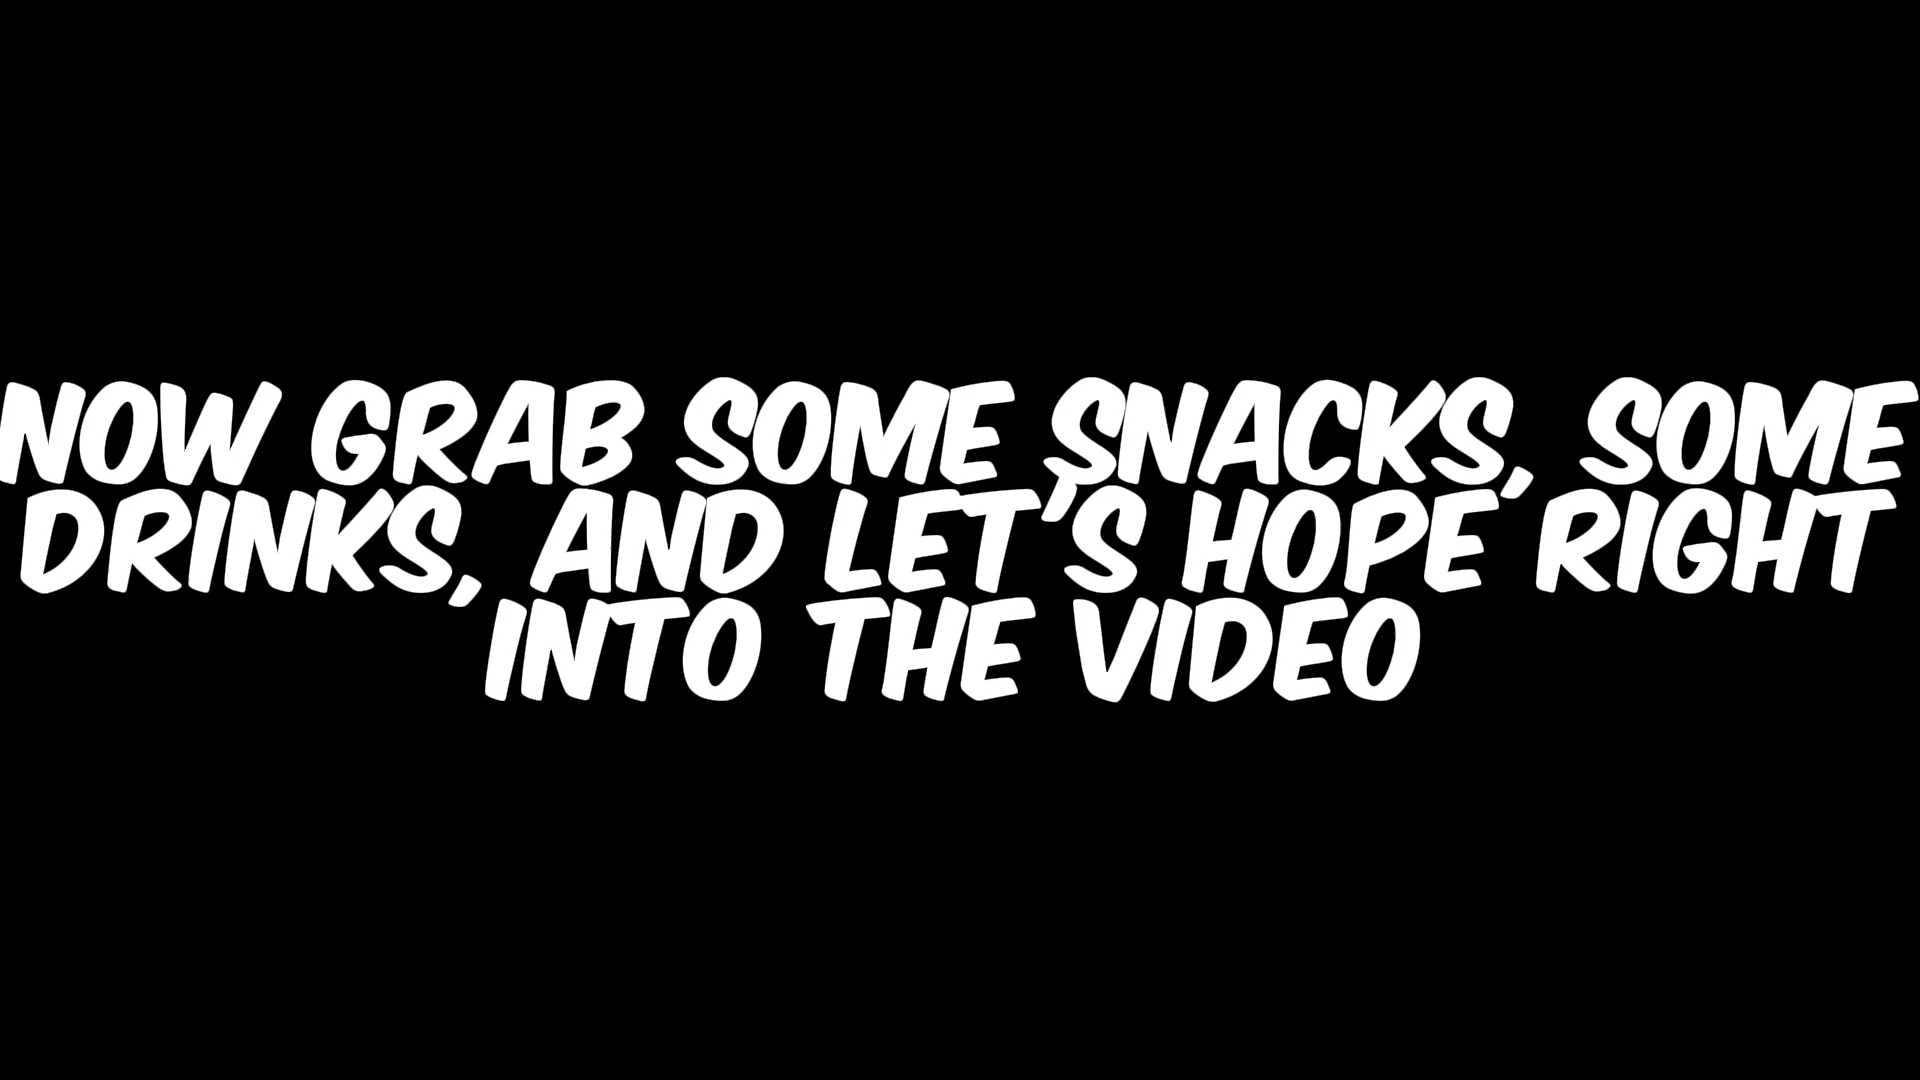 NOW GRAB SOME SNACKS, SOME
DRINKS, AND LET'S HOPE RIGHT
INTO THE VIDEO